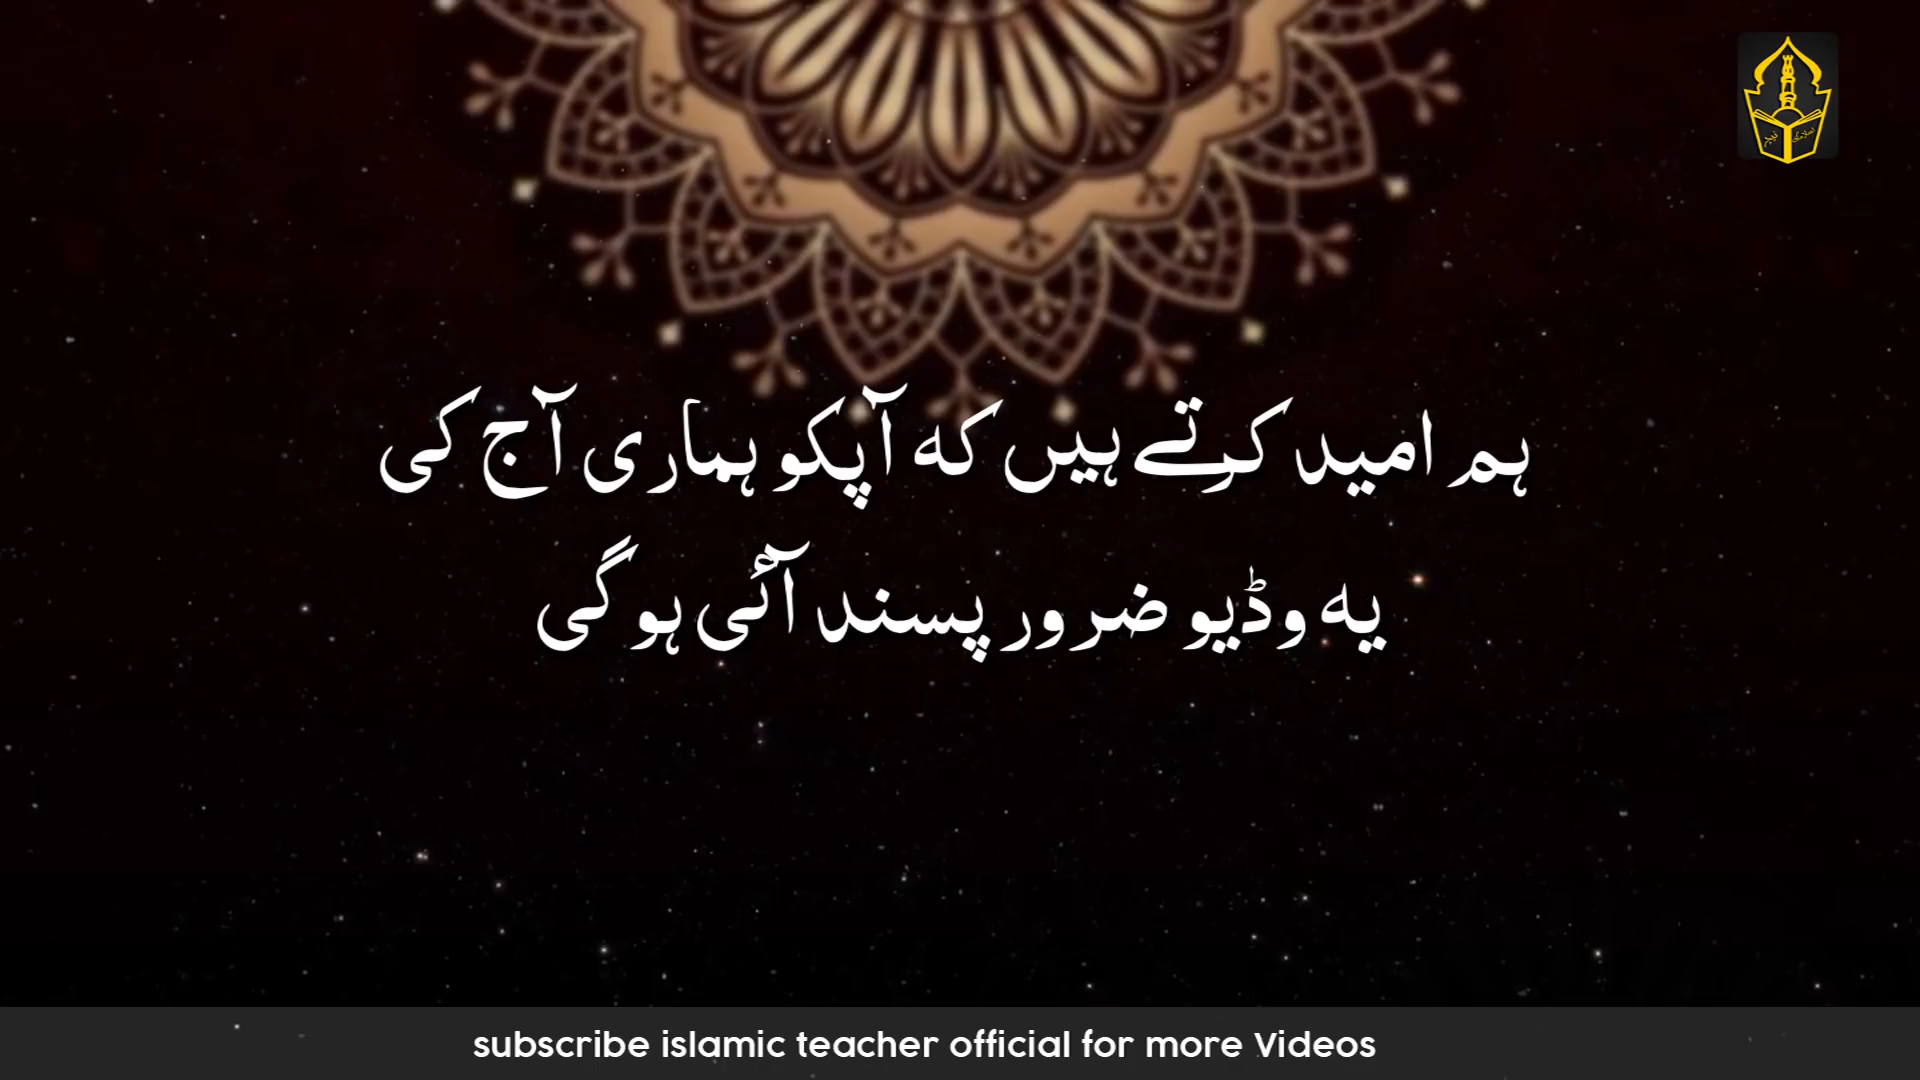 ہم امید کرتے ہیں کہ آپکو ہماری آج کی
یہ وڈیو ضرور پسند آئی ہو گی
subscribe islamic teacher official for more Videos